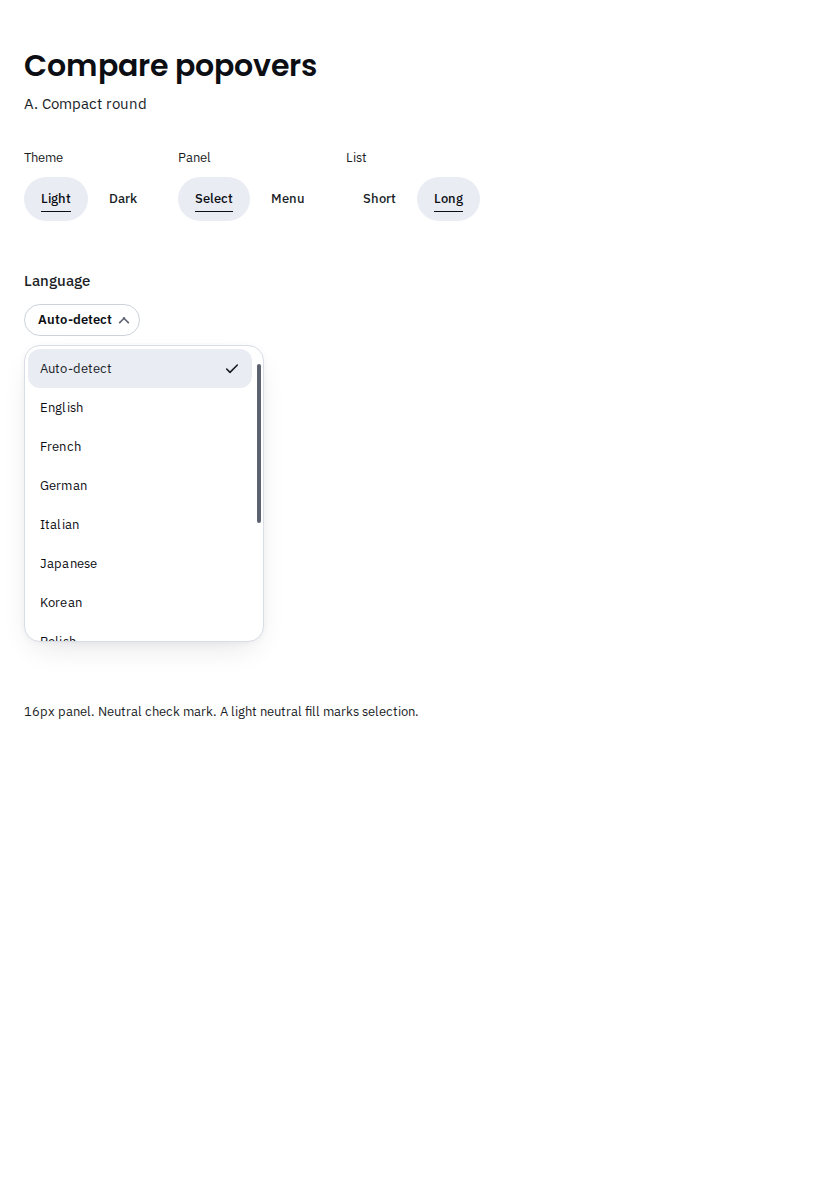 Compare popovers
A. Compact round
Theme
Panel
List
Light
Dark
Select
Menu
Short
Long
Language
Auto-detect
Auto-detect
English
French
German
Italian
Japanese
Korean
Polish
16px panel. Neutral check mark. A light neutral fill marks selection.